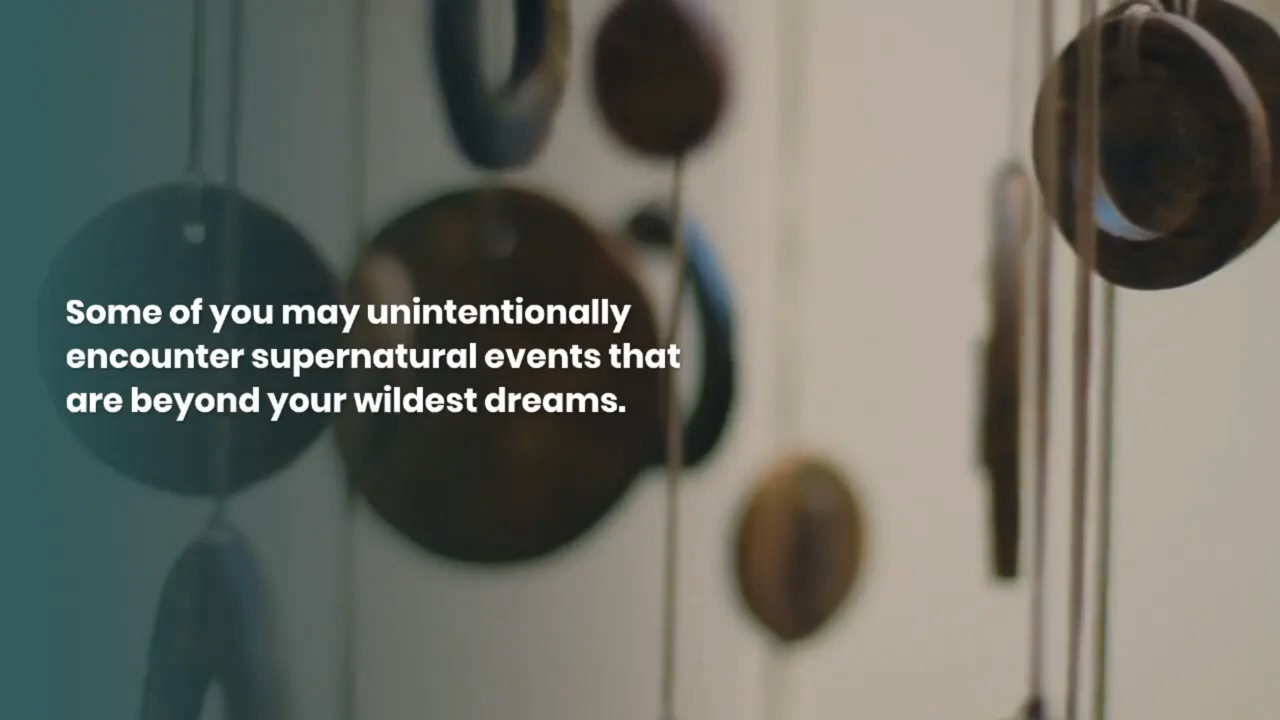 Some of you may unintentionally
encounter supernatural events that
are beyond your wildest dreams.